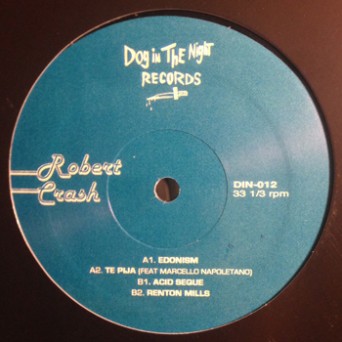 Dog in The Night
RECORDS
Robert
Crash
DIN-012
33 1/3 rpm
A1. EDONISM
A2. TE PIJA (FEAT MARCELLO NAPOLETANO)
B1. ACID BEQUE
B2. RENTON MILLS